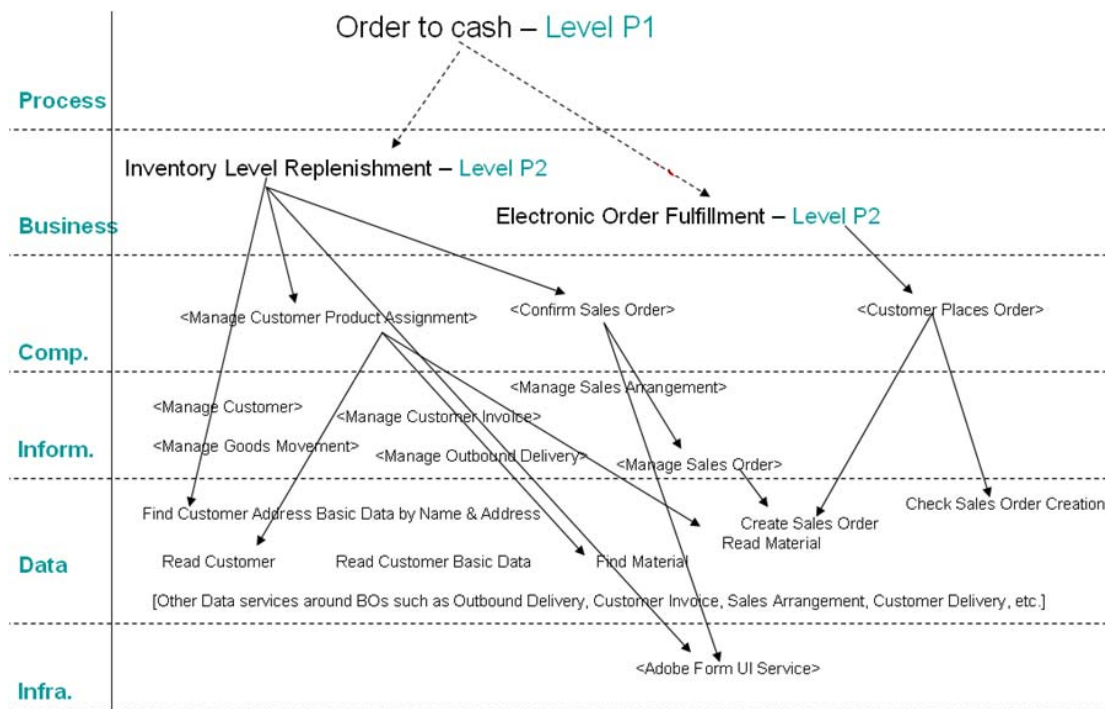 Order to cash – Level P1
Process
Inventory Level Replenishment – Level P2
Electronic Order Fulfillment – Level P2
Business
<Manage Customer Product Assignment>
<Confirm Sales Order>
<Customer Places Order>
Comp.
<Manage Sales Arrangement>
<Manage Customer>
<Manage Customer Invoice>
<Manage Goods Movement>
<Manage Outbound Delivery>
<Manage Sales Order>
Inform.
Find Customer Address Basic Data by Name & Address
Create Sales Order
Check Sales Order Creation
Read Material
Read Customer
Read Customer Basic Data
Find Material
Data
[Other Data services around BOs such as Outbound Delivery, Customer Invoice, Sales Arrangement, Customer Delivery, etc.]
<Adobe Form UI Service>
Infra.